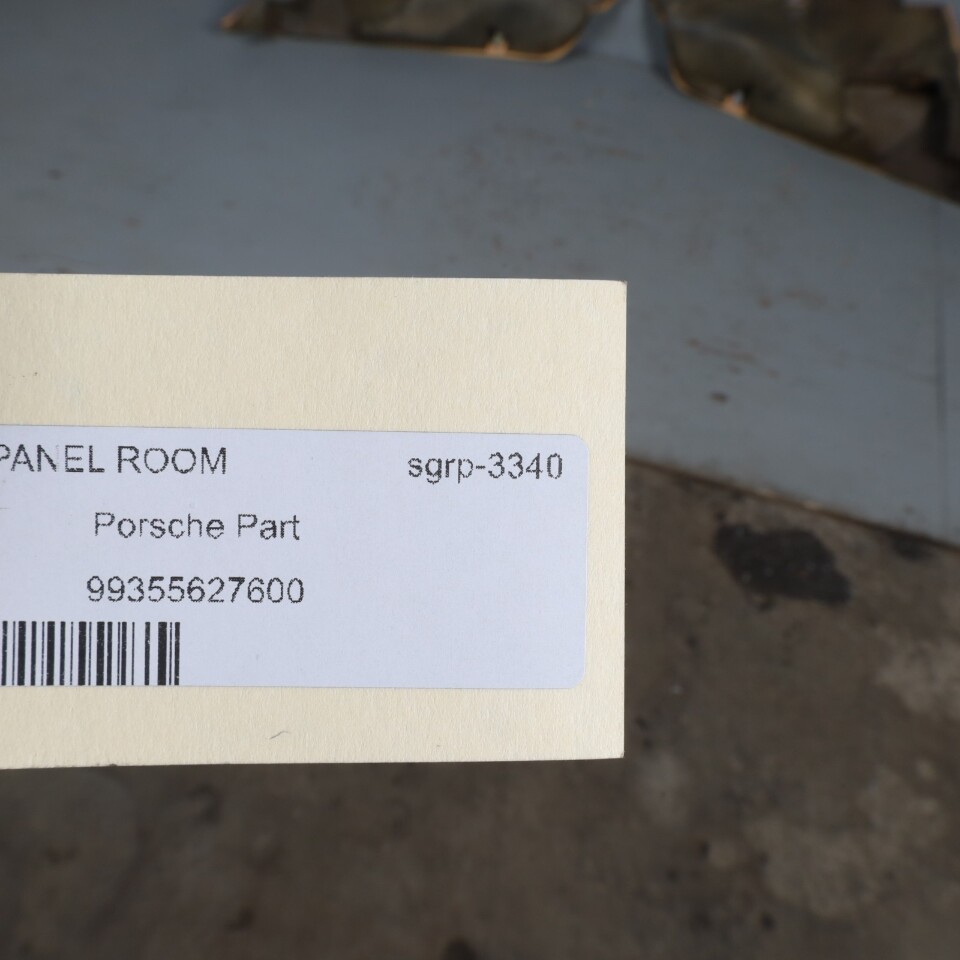 PANEL ROOM sgrp-3340
Porsche Part
99355627600